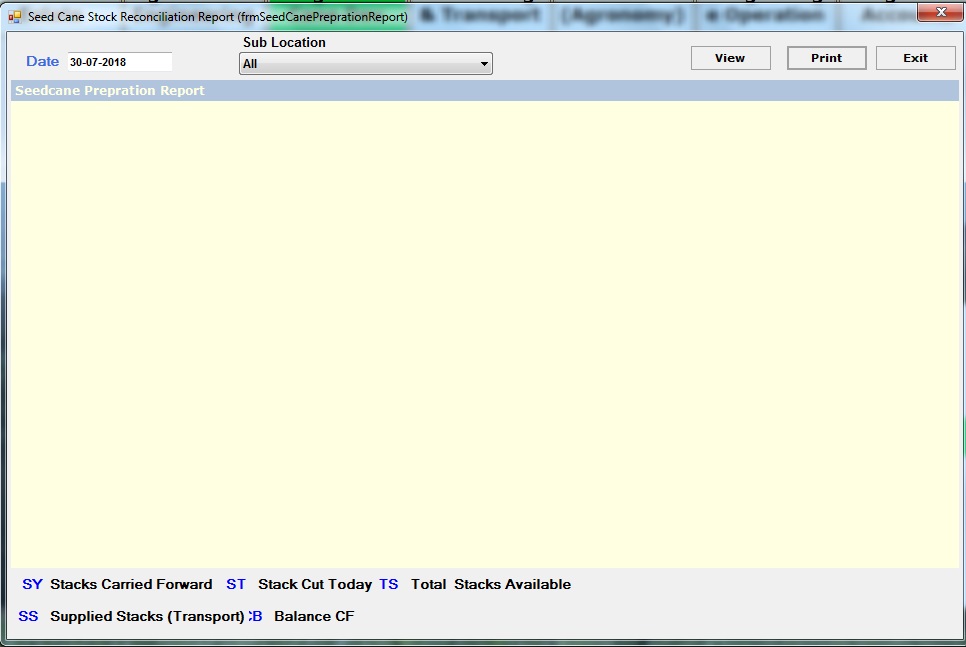 Seed Cane Stock Reconciliation Report (frmSeedCanePreprationReport) & Transport (Agronomy) e Operation
Sub Location
Date 30-07-2018 All View Print Exit
Seedcane Prepration Report
SY Stacks Carried Forward ST Stack Cut Today TS Total Stacks Available
SS Supplied Stacks (Transport) :B Balance CF